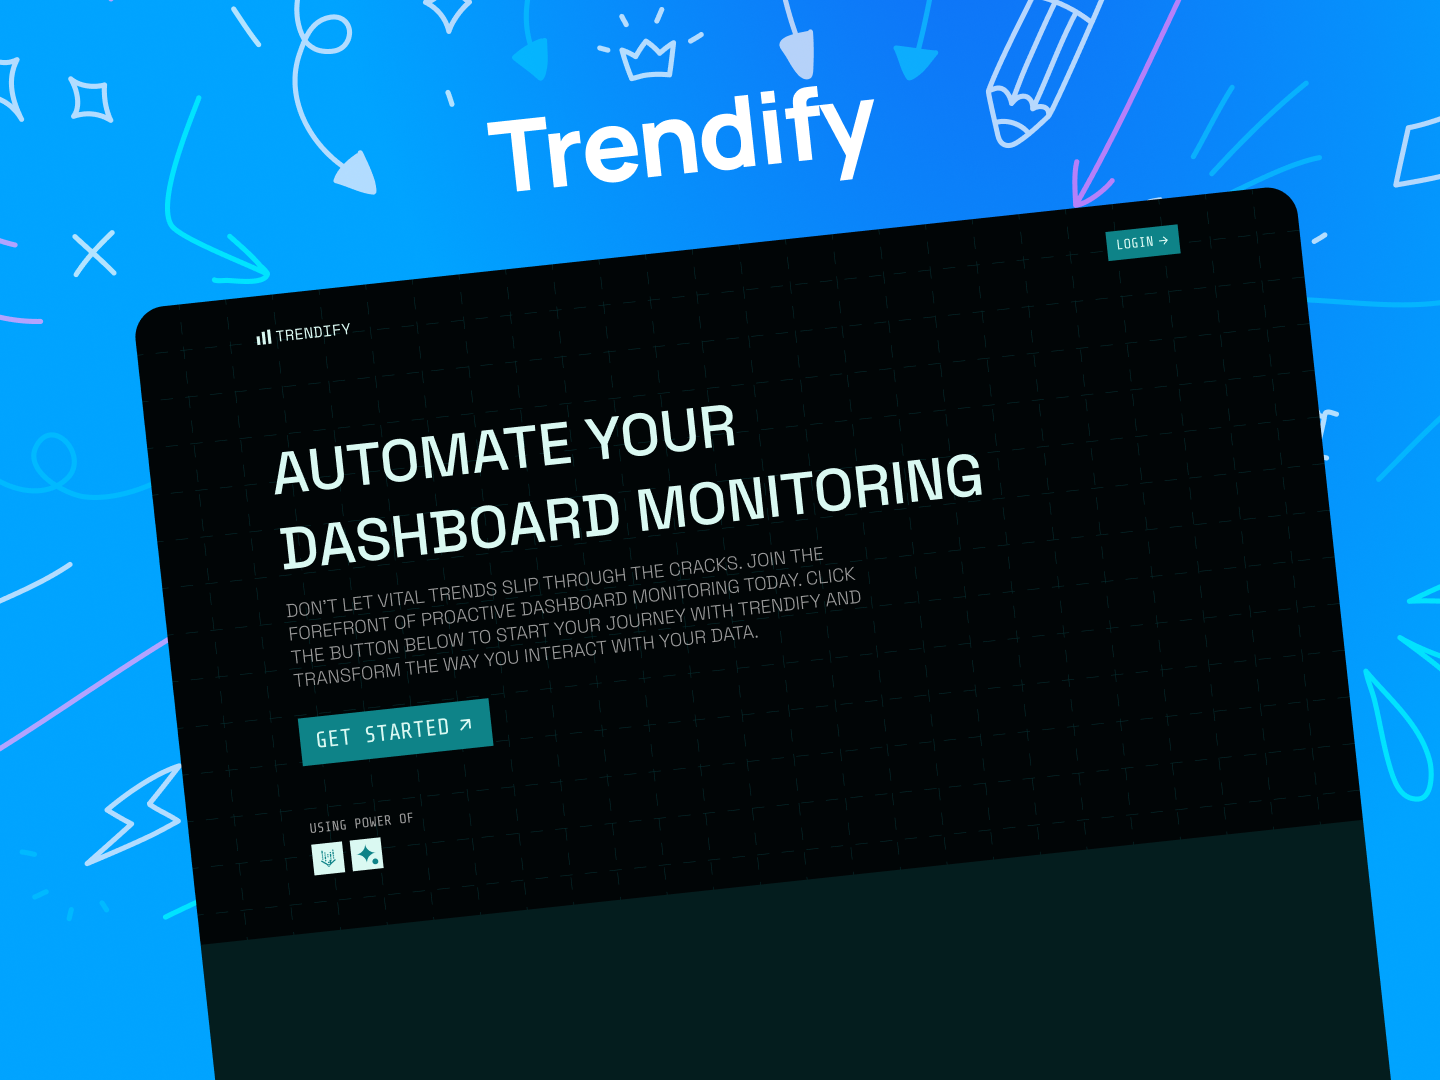 Trendify
LOGIN →
TRENDIFY
AUTOMATE YOUR
DASHBOARD MONITORING
DON'T LET VITAL TRENDS SLIP THROUGH THE CRACKS. JOIN THE
FOREFRONT OF PROACTIVE DASHBOARD MONITORING TODAY. CLICK
THE BUTTON BELOW TO START YOUR JOURNEY WITH TRENDIFY AND
TRANSFORM THE WAY YOU INTERACT WITH YOUR DATA.
GET STARTED ↗
USING POWER OF